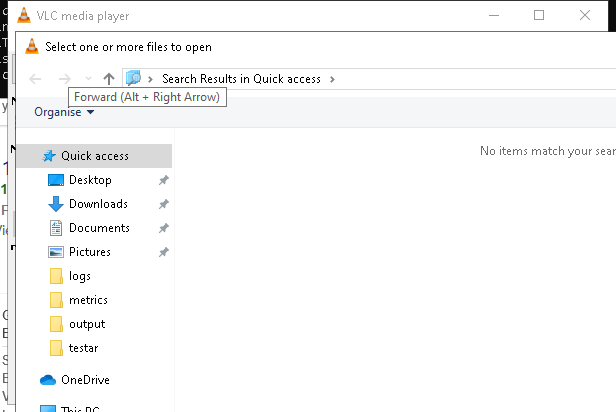 VLC media player
Select one or more files to open
Search Results in Quick access
Forward (Alt + Right Arrow)
Organise
No items match your sear
Quick access
Desktop
Downloads
Documents
Pictures
logs
metrics
output
testar
OneDrive
This PC